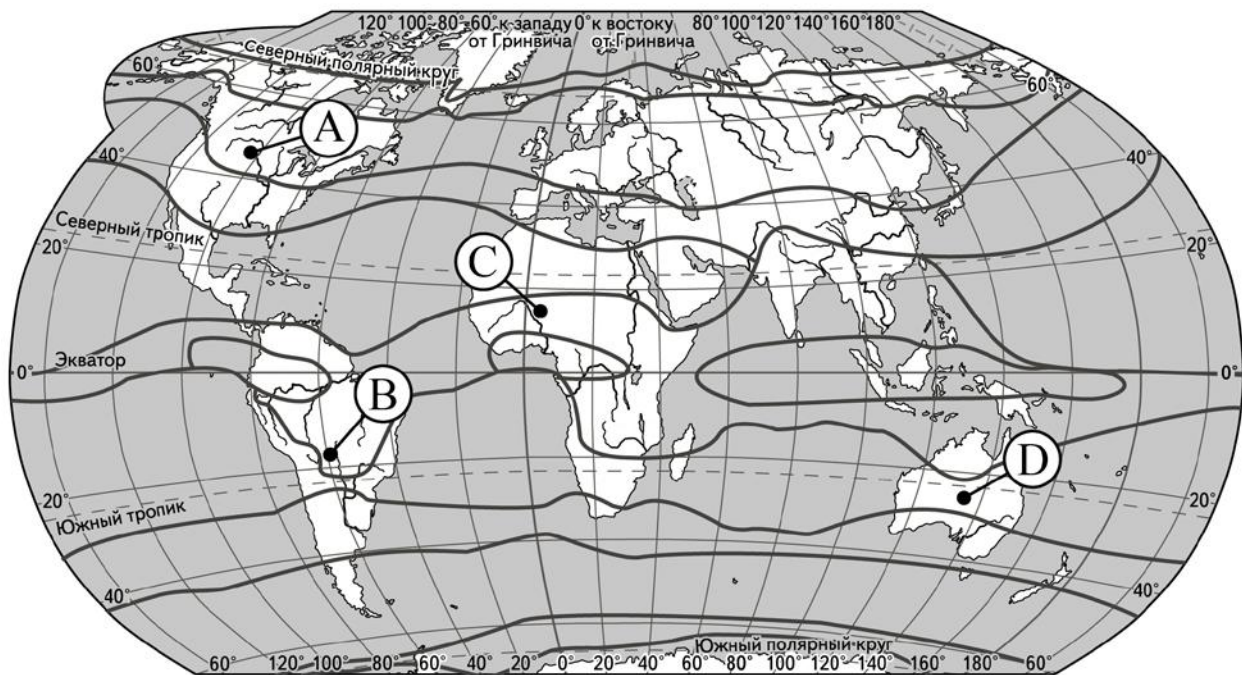 120° 100° 80° 60° к западу 0° к востоку 80° 100° 120° 140° 160° 180°
от Гринвича от Гринвича
Северный полярный круг
60°
60°
A
40°
40°
Северный тропик
20°
20°
C
Экватор
0°
0°
B
D
20°
20°
Южный тропик
40°
40°
Южный полярный круг
60° 120° 100° 80° 60° 40° 20° 0° 20° 40° 60° 80° 100° 120° 140° 160° 60°